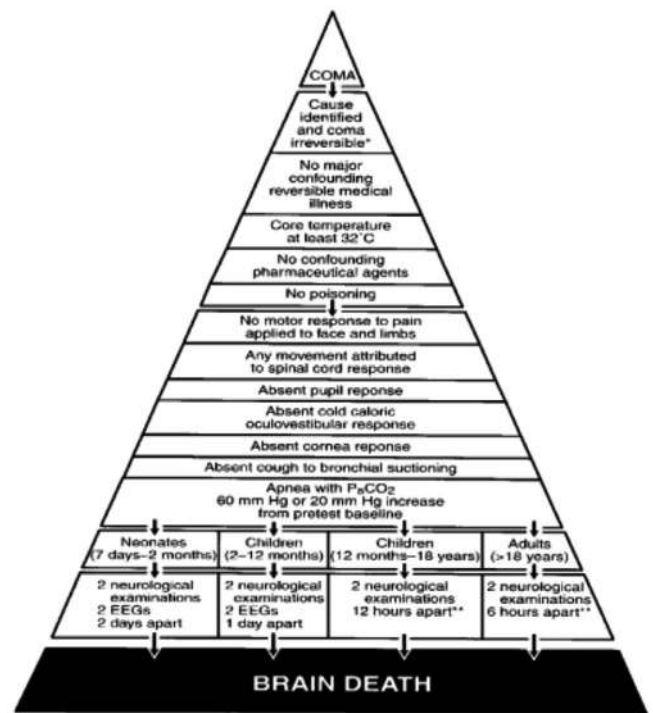 COMA
Cause
identified
and coma
irreversible*
No major
confounding
reversible medical
illness
Core temperature
at least 32°C
No confounding
pharmaceutical agents
No poisoning
No motor response to pain
applied to face and limbs
Any movement attributed
to spinal cord response
Absent pupil reponse
Absent cold caloric
oculovestibular response
Absent cornea reponse
Absent cough to bronchial suctioning
Apnea with PaCO2
60 mm Hg or 20 mm Hg increase
from pretest baseline
Neonates
(7 days–2 months)
Children
(2–12 months)
Children
(12 months–18 years)
Adults
(>18 years)
2 neurological
examinations
2 EEGs
2 days apart
2 neurological
examinations
2 EEGs
1 day apart
2 neurological
examinations
12 hours apart**
2 neurological
examinations
6 hours apart**
BRAIN DEATH